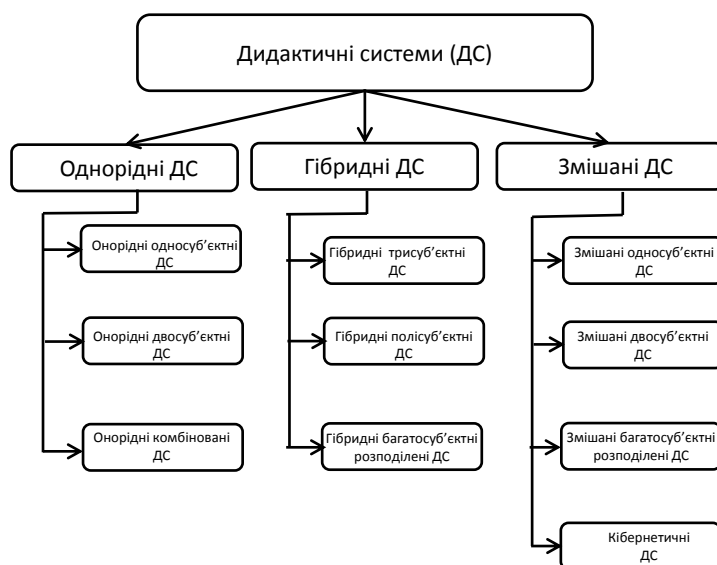 Дидактичні системи (ДС)
Однорідні ДС
Гібридні ДС
Змішані ДС
Онорідні односуб’єктні
ДС
Онорідні двосуб’єктні
ДС
Онорідні комбіновані
ДС
Гібридні трисуб’єктні
ДС
Гібридні полісуб’єктні
ДС
Гібридні багатосуб’єктні
розподілені ДС
Змішані односуб’єктні
ДС
Змішані двосуб’єктні
ДС
Змішані багатосуб’єктні
розподілені ДС
Кібернетичні
ДС